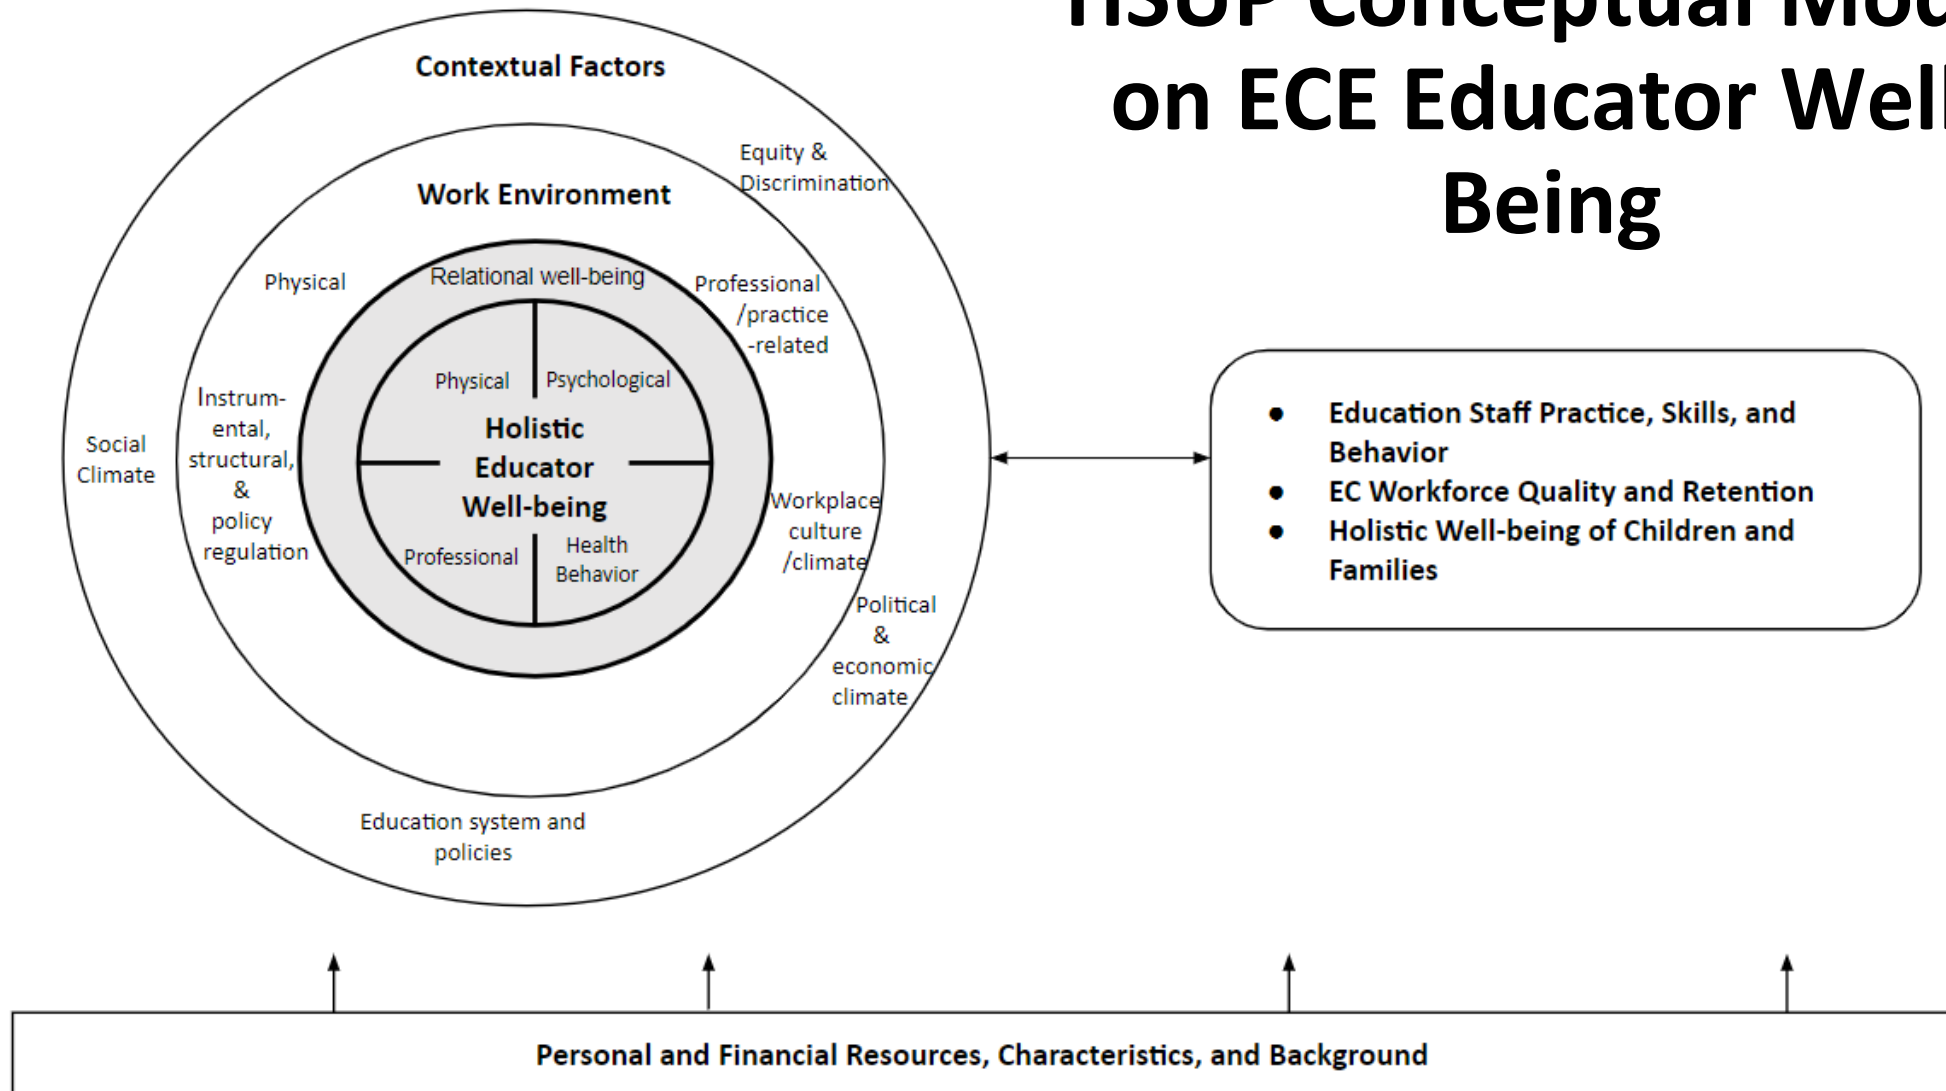 HSUP Conceptual
on ECE Educator Well
Being
Contextual Factors
Equity &
Discrimination
Work Environment
Physical
Relational well-being
Professional
/practice
-related
Physical
Psychological
Instrum-
ental,
structural,
&
policy
regulation
Social
Climate
Holistic
Educator
Well-being
Workplace
culture
/climate
Professional
Health
Behavior
Political
&
economic
climate
Education system and
policies
● Education Staff Practice, Skills, and
Behavior
● EC Workforce Quality and Retention
● Holistic Well-being of Children and
Families
Personal and Financial Resources, Characteristics, and Background